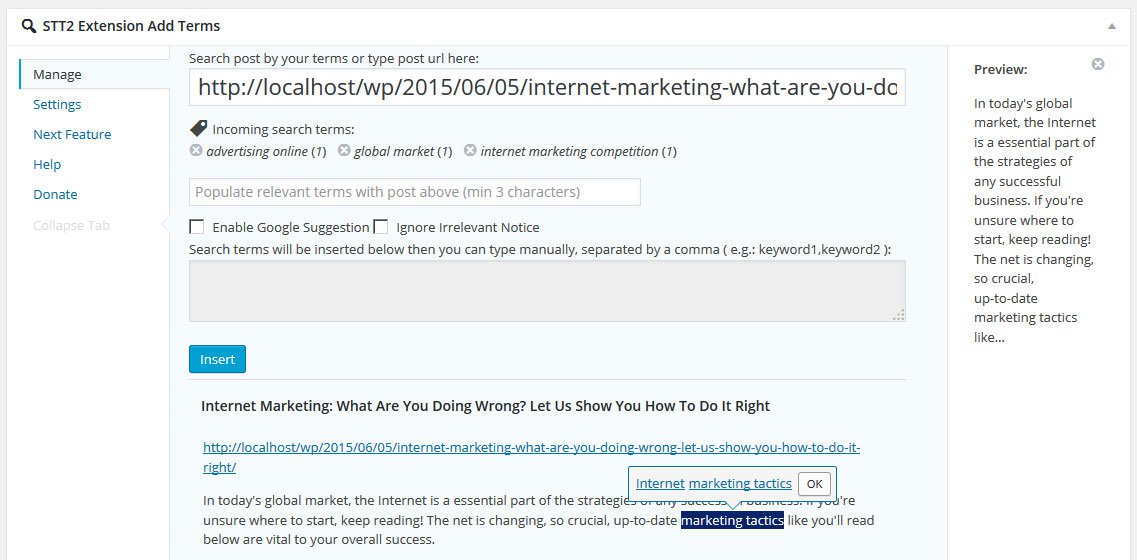 STT2 Extension Add Terms
Manage
Settings
Next Feature
Help
Donate
Collapse Tab
Search post by your terms or type post url here:
http://localhost/wp/2015/06/05/internet-marketing-what-are-you-do
Incoming search terms:
advertising online (1) global market (1) internet marketing competition (1)
Populate relevant terms with post above (min 3 characters)
Enable Google Suggestion Ignore Irrelevant Notice
Search terms will be inserted below then you can type manually, separated by a comma ( e.g.: keyword1,keyword2 ):
Insert
Internet Marketing: What Are You Doing Wrong? Let Us Show You How To Do It Right
http://localhost/wp/2015/06/05/internet-marketing-what-are-you-doing-wrong-let-us-show-you-how-to-do-it-
right/
Internet marketing tactics OK
In today's global market, the Internet is a essential part of the strategies of any successful business. If you're
unsure where to start, keep reading! The net is changing, so crucial, up-to-date marketing tactics like you'll read
below are vital to your overall success.
Preview:
In today's global
market, the Internet
is a essential part of
the strategies of
any successful
business. If you're
unsure where to
start, keep reading!
The net is changing,
so crucial,
up-to-date
marketing tactics
like...